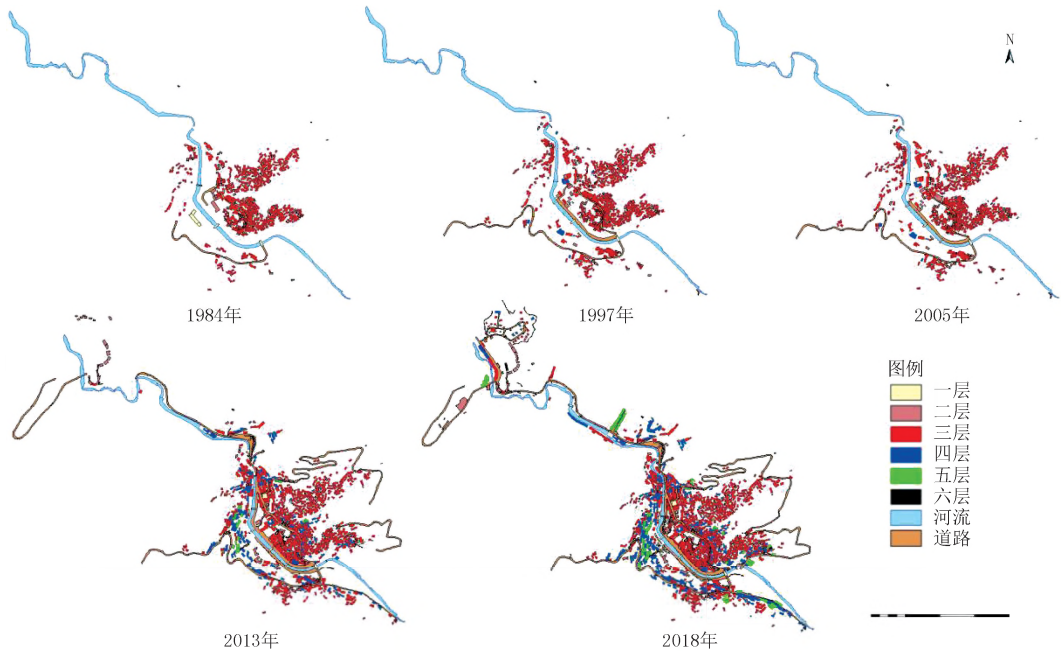 N
1984年
1997年
2005年
图例
一层
二层
三层
四层
五层
六层
河流
道路
2013年
2018年